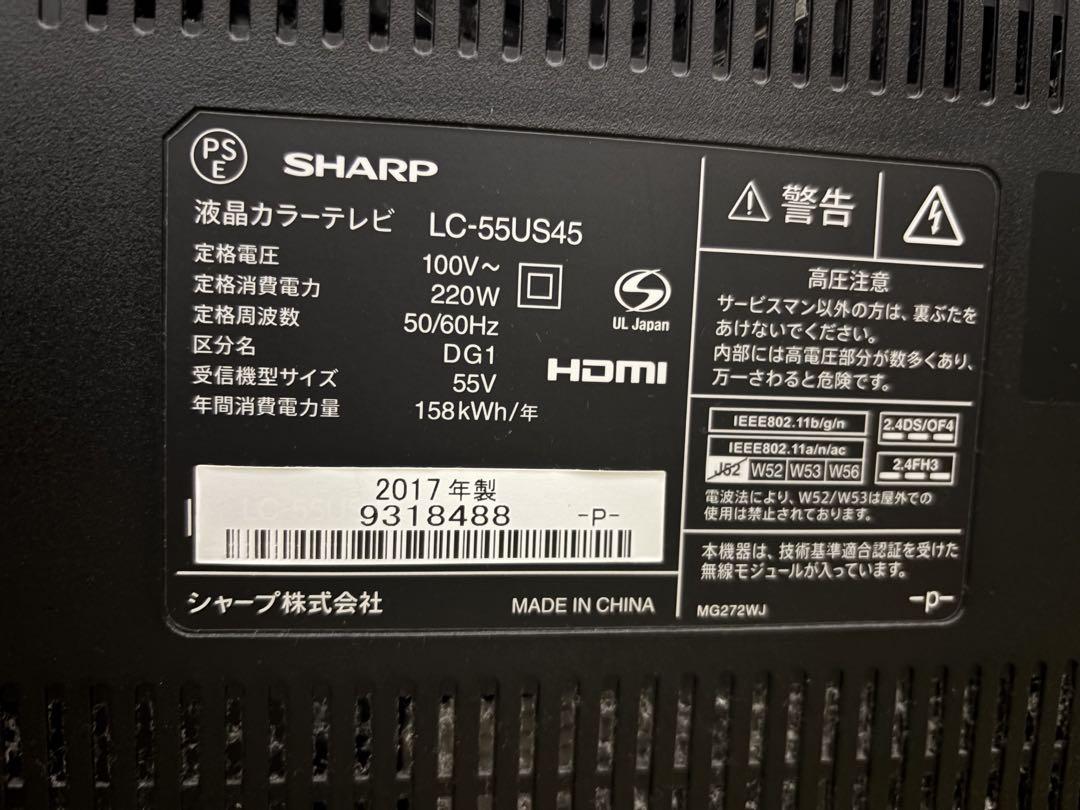 PS
E
SHARP
液晶カラーテレビ LC-55US45
定格電圧 100V～
定格消費電力 220W
定格周波数 50/60Hz
区分名 DG1
受信機型サイズ 55V
年間消費電力量 158kWh/年
UL Japan
HDMI
2017年製
9318488 -P-
シャープ株式会社 MADE IN CHINA
警告
高圧注意
サービスマン以外の方は、裏ぶたを
あけないでください。
内部には高電圧部分が数多くあり、
万一さわると危険です。
IEEE802.11b/g/n 2.4DS/OF4
IEEE802.11a/n/ac
J52 W52 W53 W56 2.4FH3
電波法により、W52/W53は屋外での
使用は禁止されております。
本機器は、技術基準適合認証を受けた
無線モジュールが入っています。
MG272WJ -p-